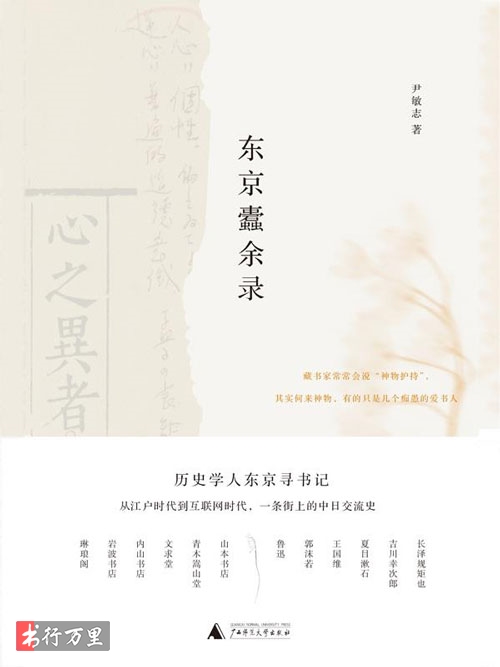 尹敏志 著
东京蠹余录
心之異者
藏书家常常会说“神物护持”，
其实何来神物，有的只是几个痴愚的爱书人
历史学人东京寻书记
从江户时代到互联网时代，一条街上的中日交流史
长泽规矩也
吉川幸次郎
夏目漱石
王国维
郭沫若
鲁迅
山本书店
青木嵩山堂
文求堂
内山书店
岩波书店
琳琅阁
书行万里
广西师范大学出版社